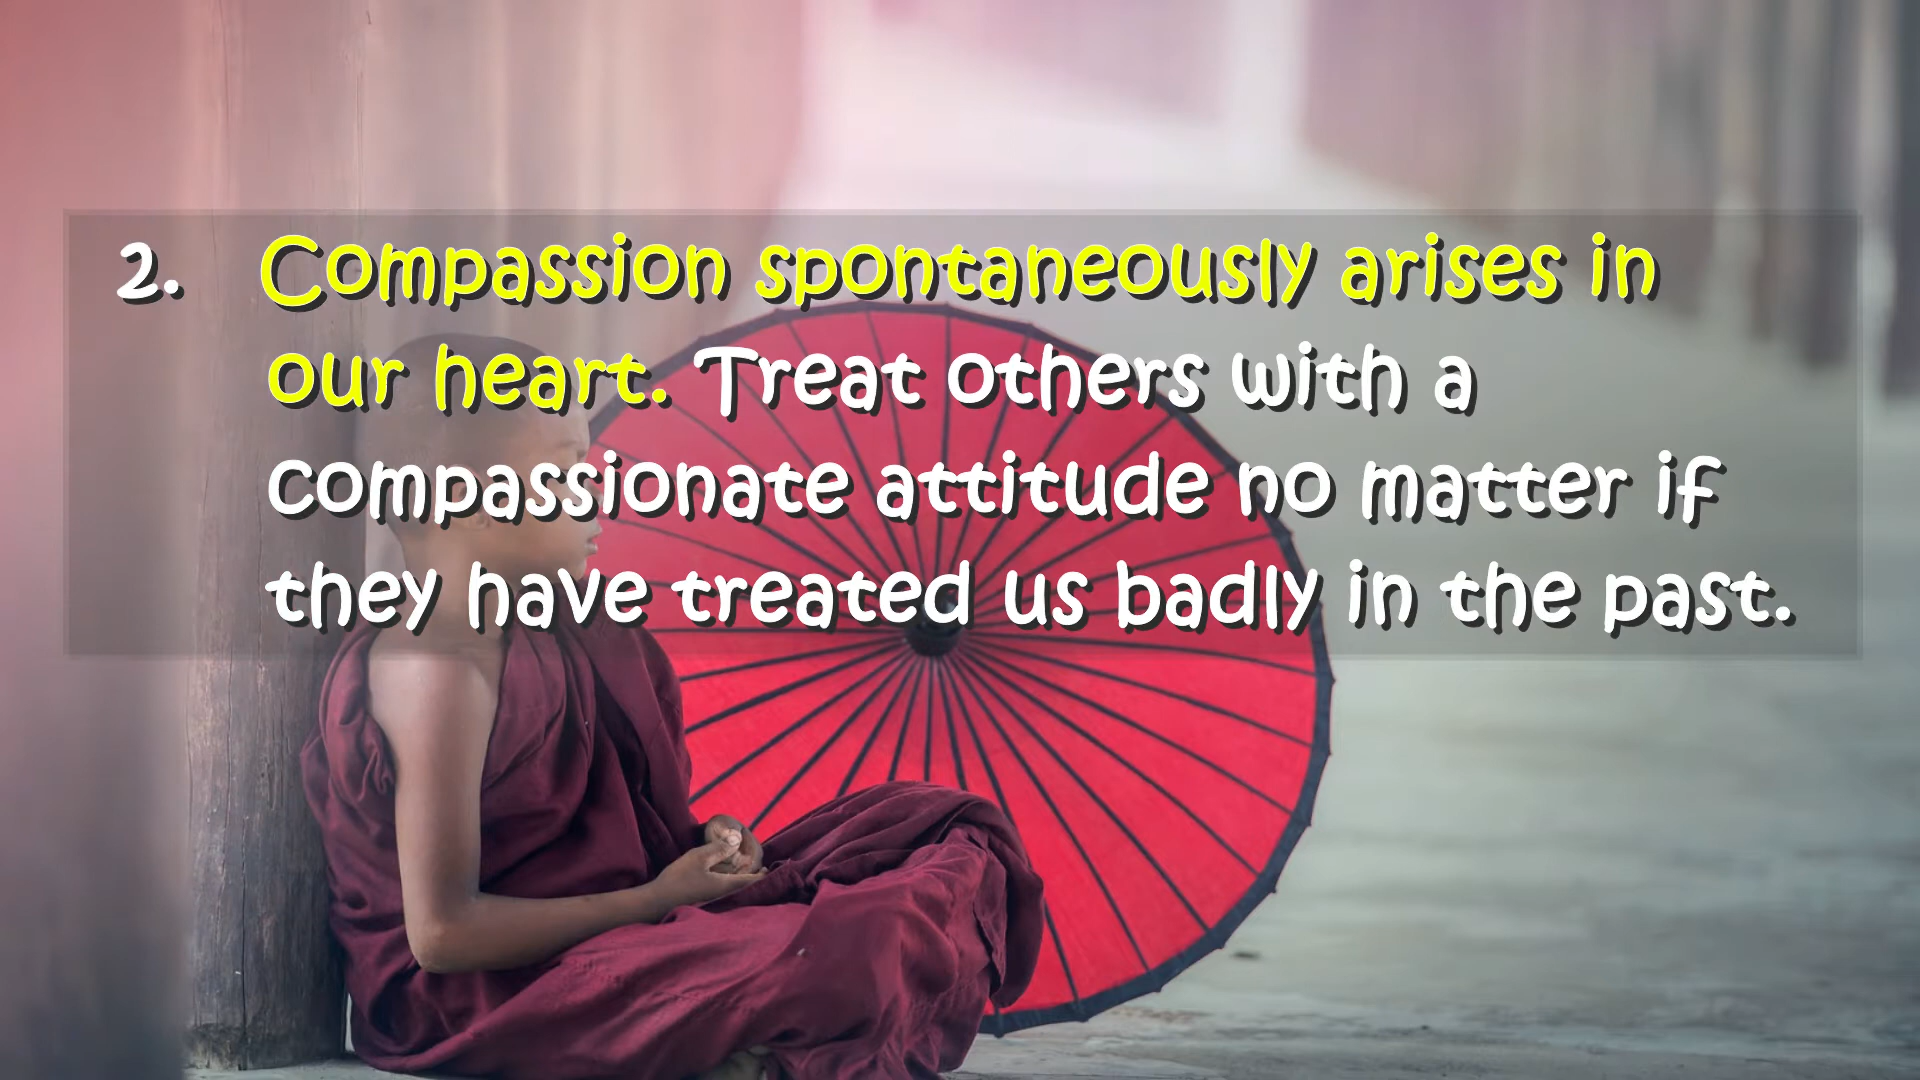 2. Compassion spontaneously arises in
our heart. Treat others with a
compassionate attitude no matter if
they have treated us badly in the past.